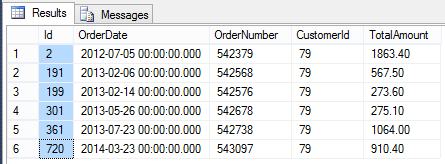 Results Messages
Id OrderDate OrderNumber CustomerId TotalAmount
1 2 2012-07-05 00:00:00.000 542379 79 1863.40
2 191 2013-02-06 00:00:00.000 542568 79 567.50
3 199 2013-02-14 00:00:00.000 542576 79 273.60
4 301 2013-05-26 00:00:00.000 542678 79 275.10
5 361 2013-07-23 00:00:00.000 542738 79 1064.00
6 720 2014-03-23 00:00:00.000 543097 79 910.40